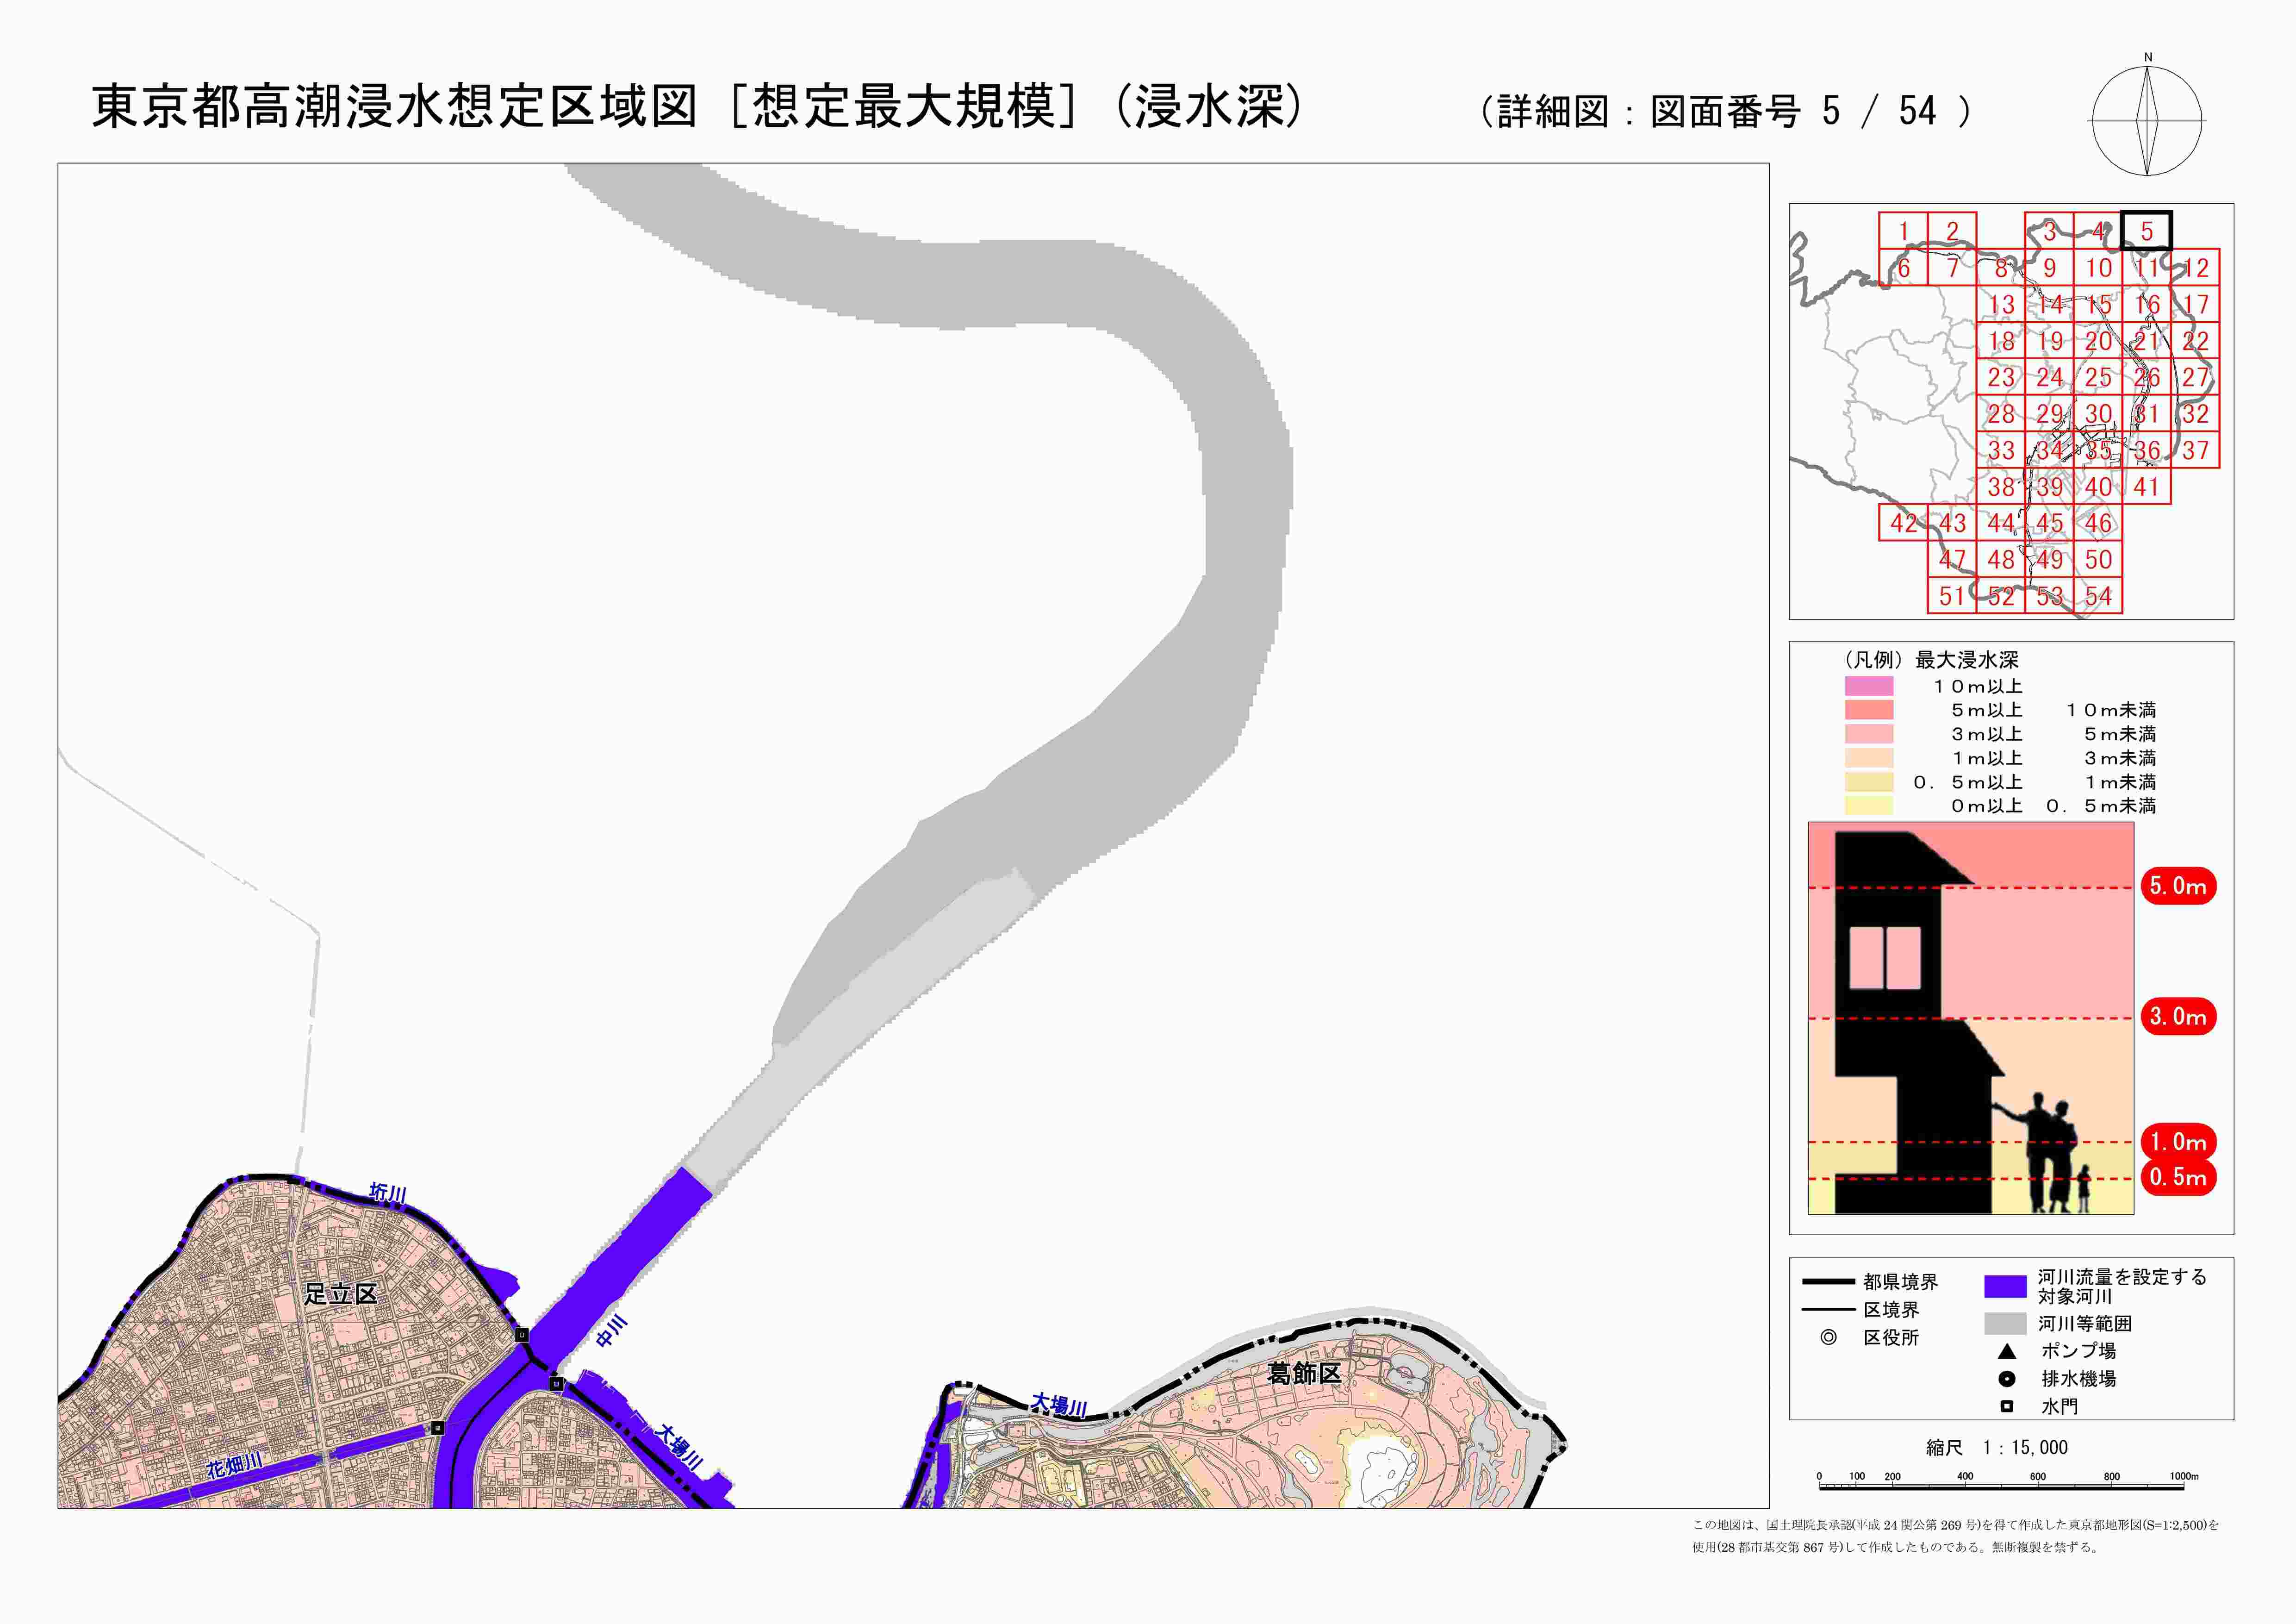 東京都高潮浸水想定区域図［想定最大規模］（浸水深）
（詳細図：図面番号 5 / 54 ）
N
1 2 3 4 5
6 7 8 9 10 11 12
13 14 15 16 17
18 19 20 21 22
23 24 25 26 27
28 29 30 31 32
33 34 35 36 37
38 39 40 41
42 43 44 45 46
47 48 49 50
51 52 53 54
（凡例）最大浸水深
１０ｍ以上
５ｍ以上 １０ｍ未満
３ｍ以上 ５ｍ未満
１ｍ以上 ３ｍ未満
０．５ｍ以上 １ｍ未満
０ｍ以上 ０．５ｍ未満
5.0m
3.0m
1.0m
0.5m
垳川
足立区
中川
大場川
花畑川
大場川
葛飾区
都県境界
区境界
区役所
河川流量を設定する
対象河川
河川等範囲
ポンプ場
排水機場
水門
縮尺 1：15,000
0 100 200 400 600 800 1000m
この地図は、国土理院長承認(平成 24 関公第 269 号)を得て作成した東京都地形図(S=1:2,500)を
使用(28 都市基交第 867 号)して作成したものである。無断複製を禁ずる。